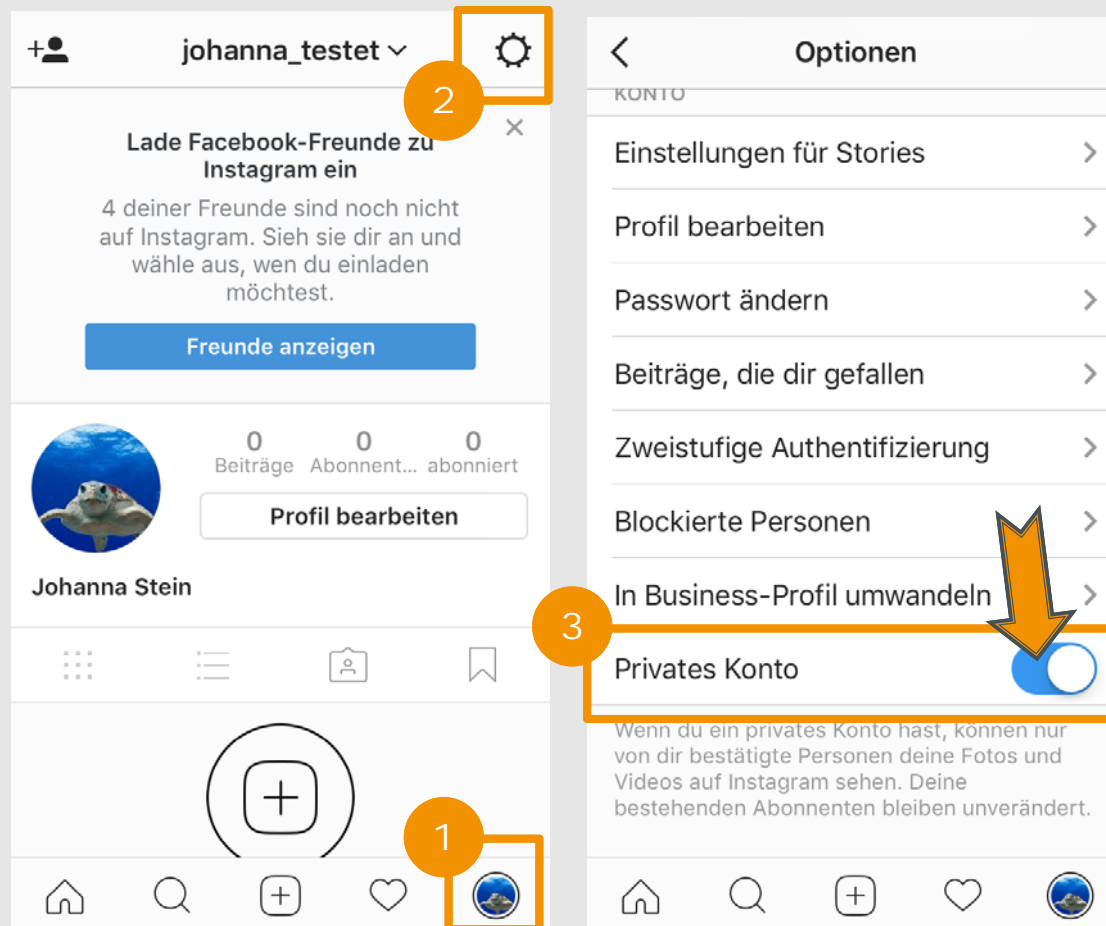 johanna_testet
2
Lade Facebook-Freunde zu
Instagram ein
4 deiner Freunde sind noch nicht
auf Instagram. Sieh sie dir an und
wähle aus, wen du einladen
möchtest.
Freunde anzeigen
0 0 0
Beiträge Abonnent... abonniert
Profil bearbeiten
Johanna Stein
1
Optionen
KONTO
Einstellungen für Stories
Profil bearbeiten
Passwort ändern
Beiträge, die dir gefallen
Zweistufige Authentifizierung
Blockierte Personen
In Business-Profil umwandeln
3
Privates Konto
Wenn du ein privates Konto hast, können nur
von dir bestätigte Personen deine Fotos und
Videos auf Instagram sehen. Deine
bestehenden Abonnenten bleiben unverändert.